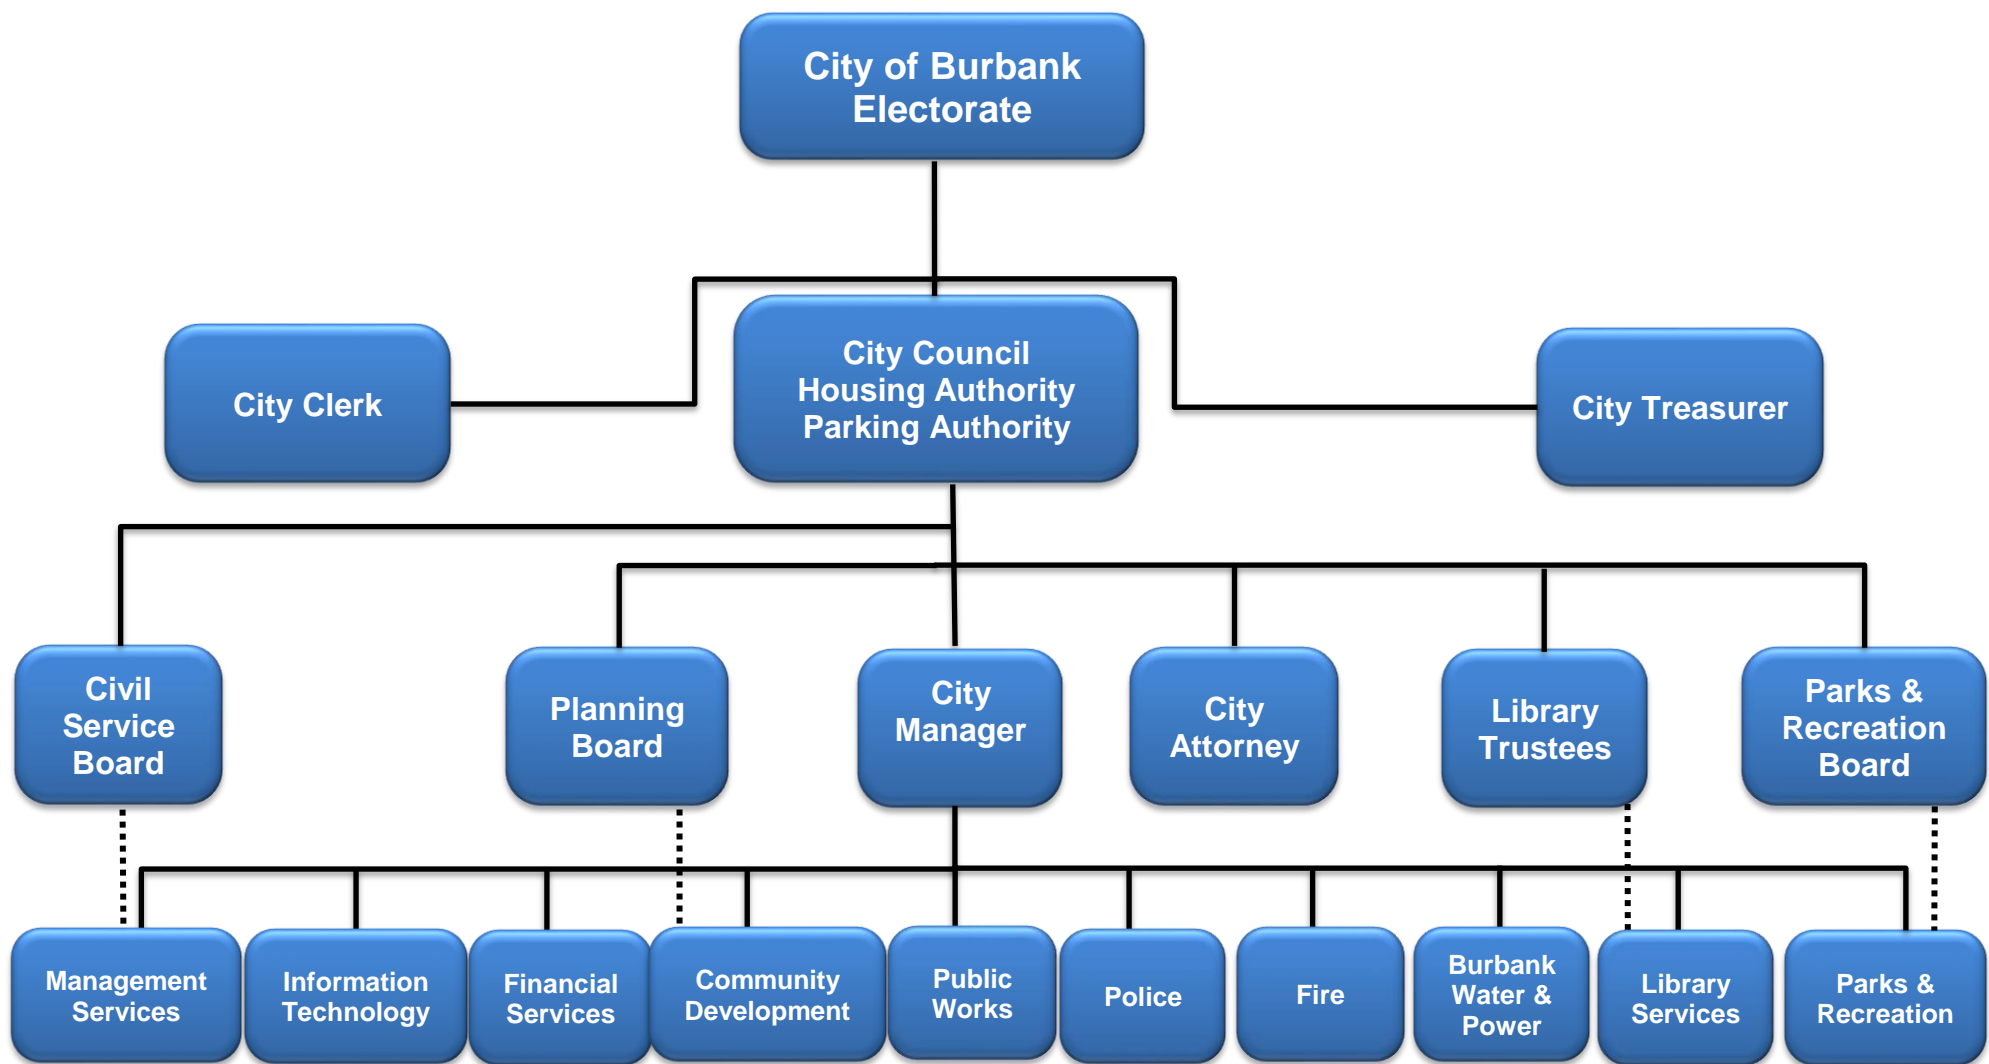 City of Burbank
Electorate
City Clerk
City Council
Housing Authority
Parking Authority
City Treasurer
Civil
Service
Board
Planning
Board
City
Manager
City
Attorney
Library
Trustees
Parks &
Recreation
Board
Management
Services
Information
Technology
Financial
Services
Community
Development
Public
Works
Police
Fire
Burbank
Water &
Power
Library
Services
Parks &
Recreation